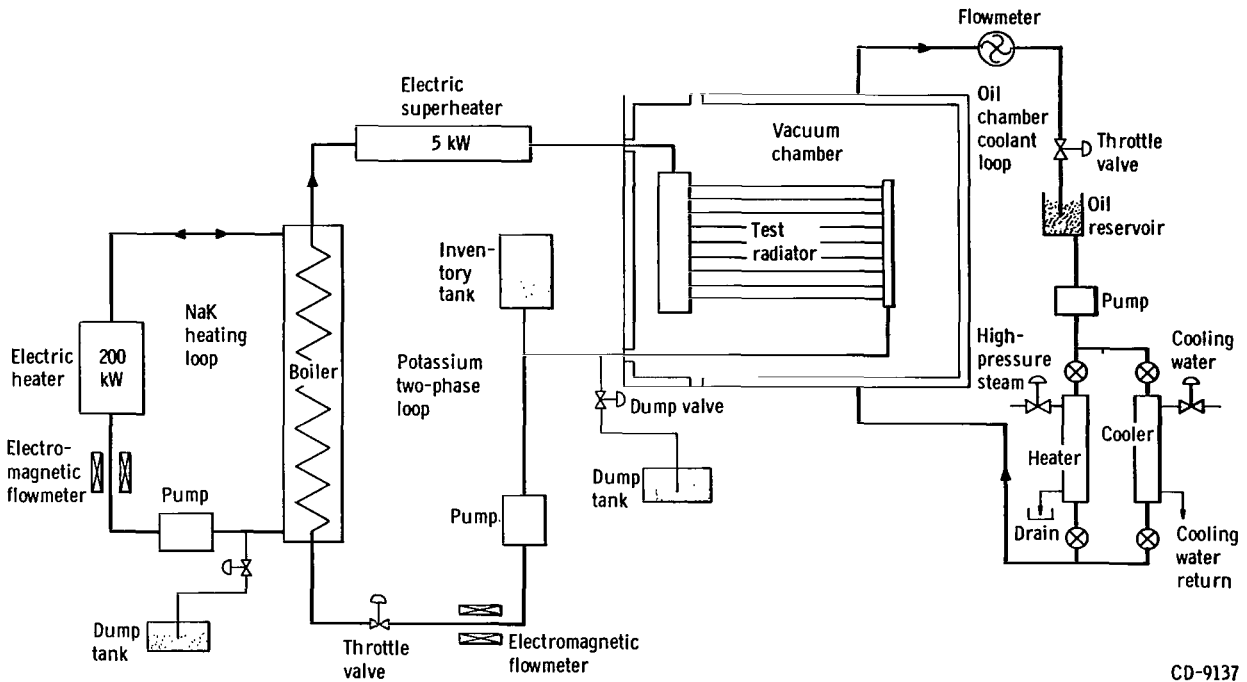 Flowmeter
Electric
superheater
5 kW
Oil
chamber
coolant
loop
Vacuum
chamber
Throttle
valve
Oil
reservoir
Test
radiator
Inven-
tory
tank
NaK
heating
loop
Pump
Electric
heater
200
kW
Boiler
Potassium
two-phase
loop
High-
pressure
steam
Cooling
water
Dump valve
Electro-
magnetic
flowmeter
Heater
Cooler
Pump
Dump
tank
Pump
Drain
Cooling
water
return
Dump
tank
Throttle
valve
Electromagnetic
flowmeter
CD-9137